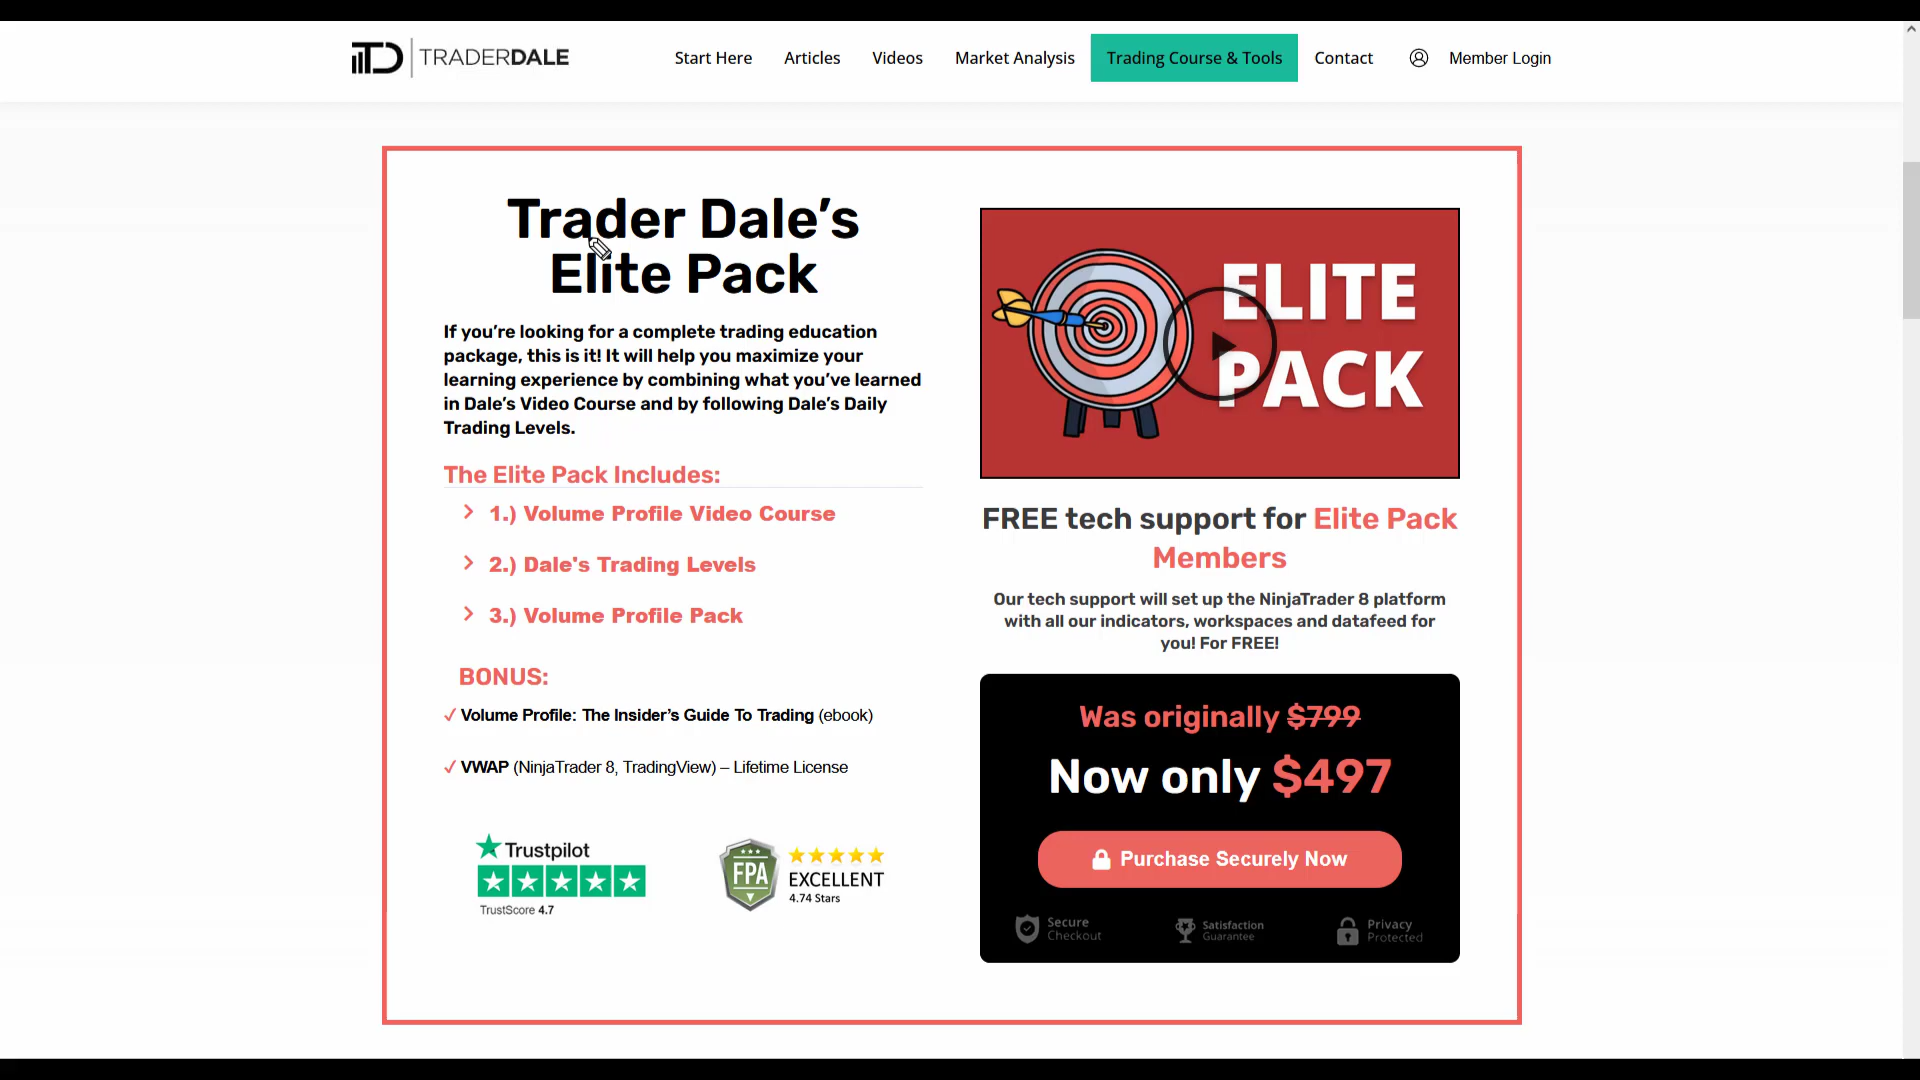 TD TRADERDALE
Start Here Articles Videos Market Analysis Trading Course & Tools Contact Member Login
Trader Dale's
Elite Pack
If you're looking for a complete trading education
package, this is it! It will help you maximize your
learning experience by combining what you've learned
in Dale's Video Course and by following Dale's Daily
Trading Levels.
The Elite Pack Includes:
1.) Volume Profile Video Course
2.) Dale's Trading Levels
3.) Volume Profile Pack
BONUS:
Volume Profile: The Insider's Guide To Trading (ebook)
VWAP (NinjaTrader 8, TradingView) – Lifetime License
Trustpilot
TrustScore 4.7
FPA
EXCELLENT
4.74 Stars
ELITE
PACK
FREE tech support for Elite Pack
Members
Our tech support will set up the NinjaTrader 8 platform
with all our indicators, workspaces and datafeed for
you! For FREE!
Was originally $799
Now only $497
Purchase Securely Now
Secure
Checkout
Satisfaction
Guarantee
Privacy
Protected